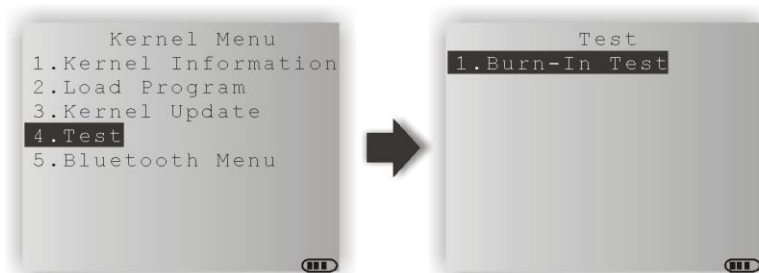 Kernel Menu
1.Kernel Information
2.Load Program
3.Kernel Update
4.Test
5.Bluetooth Menu
Test
1.Burn-In Test